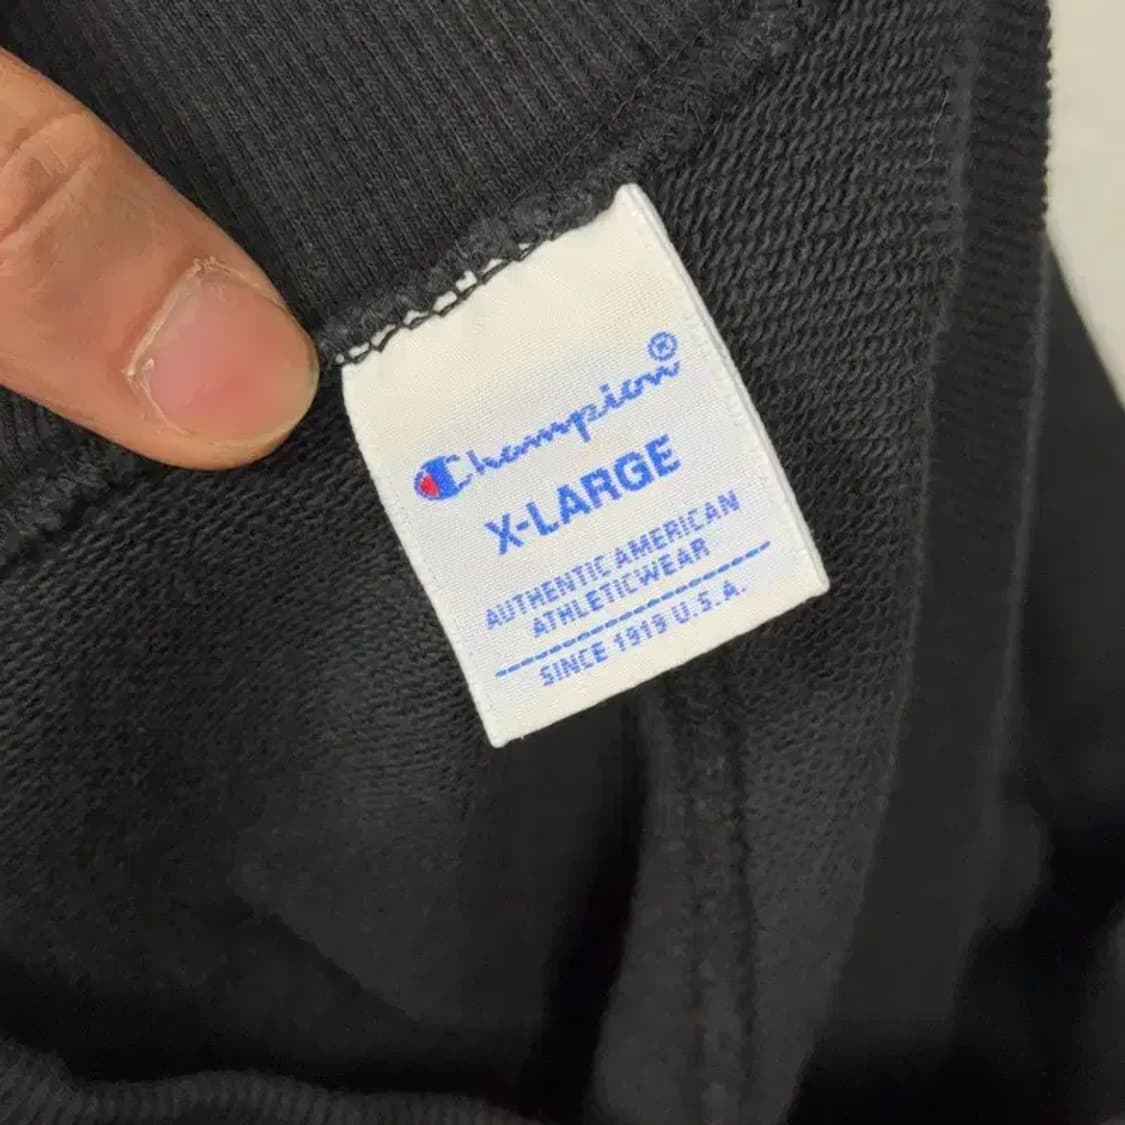 Champion®
X-LARGE
AUTHENTIC AMERICAN
ATHLETICWEAR
SINCE 1919 U.S.A.